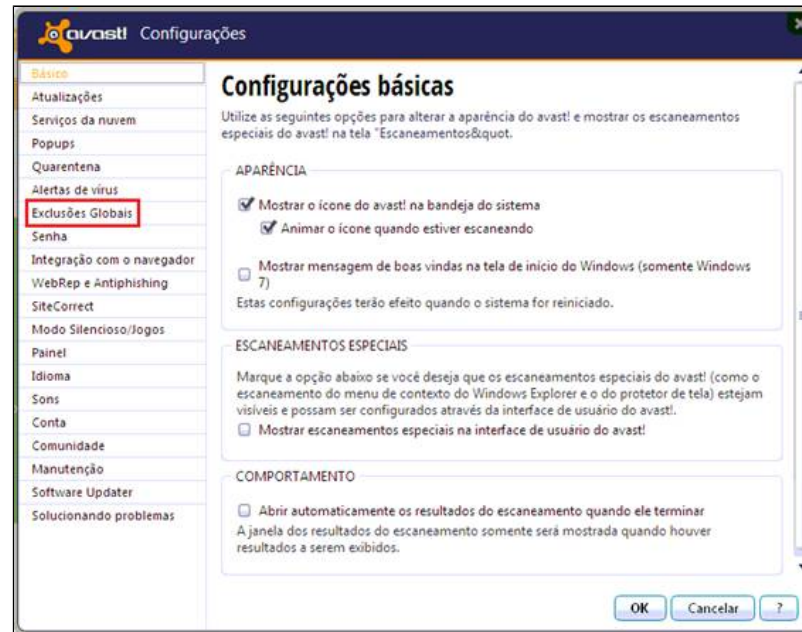 avast! Configurações
Básico
Atualizações
Serviços da nuvem
Popups
Quarentena
Alertas de vírus
Exclusões Globais
Senha
Integração com o navegador
WebRep e Antiphishing
SiteCorrect
Modo Silencioso/Jogos
Painel
Idioma
Sons
Conta
Comunidade
Manutenção
Software Updater
Solucionando problemas
Configurações básicas
Utilize as seguintes opções para alterar a aparência do avast! e mostrar os escaneamentos
especiais do avast! na tela "Escaneamentos&quot.
APARÊNCIA
Mostrar o ícone do avast! na bandeja do sistema
Animar o ícone quando estiver escaneando
Mostrar mensagem de boas vindas na tela de início do Windows (somente Windows
7)
Estas configurações terão efeito quando o sistema for reiniciado.
ESCANEAMENTOS ESPECIAIS
Marque a opção abaixo se você deseja que os escaneamentos especiais do avast! (como o
escaneamento do menu de contexto do Windows Explorer e o do protetor de tela) estejam
visíveis e possam ser configurados através da interface de usuário do avast!.
Mostrar escaneamentos especiais na interface de usuário do avast!
COMPORTAMENTO
Abrir automaticamente os resultados do escaneamento quando ele terminar
A janela dos resultados do escaneamento somente será mostrada quando houver
resultados a serem exibidos.
OK Cancelar ?